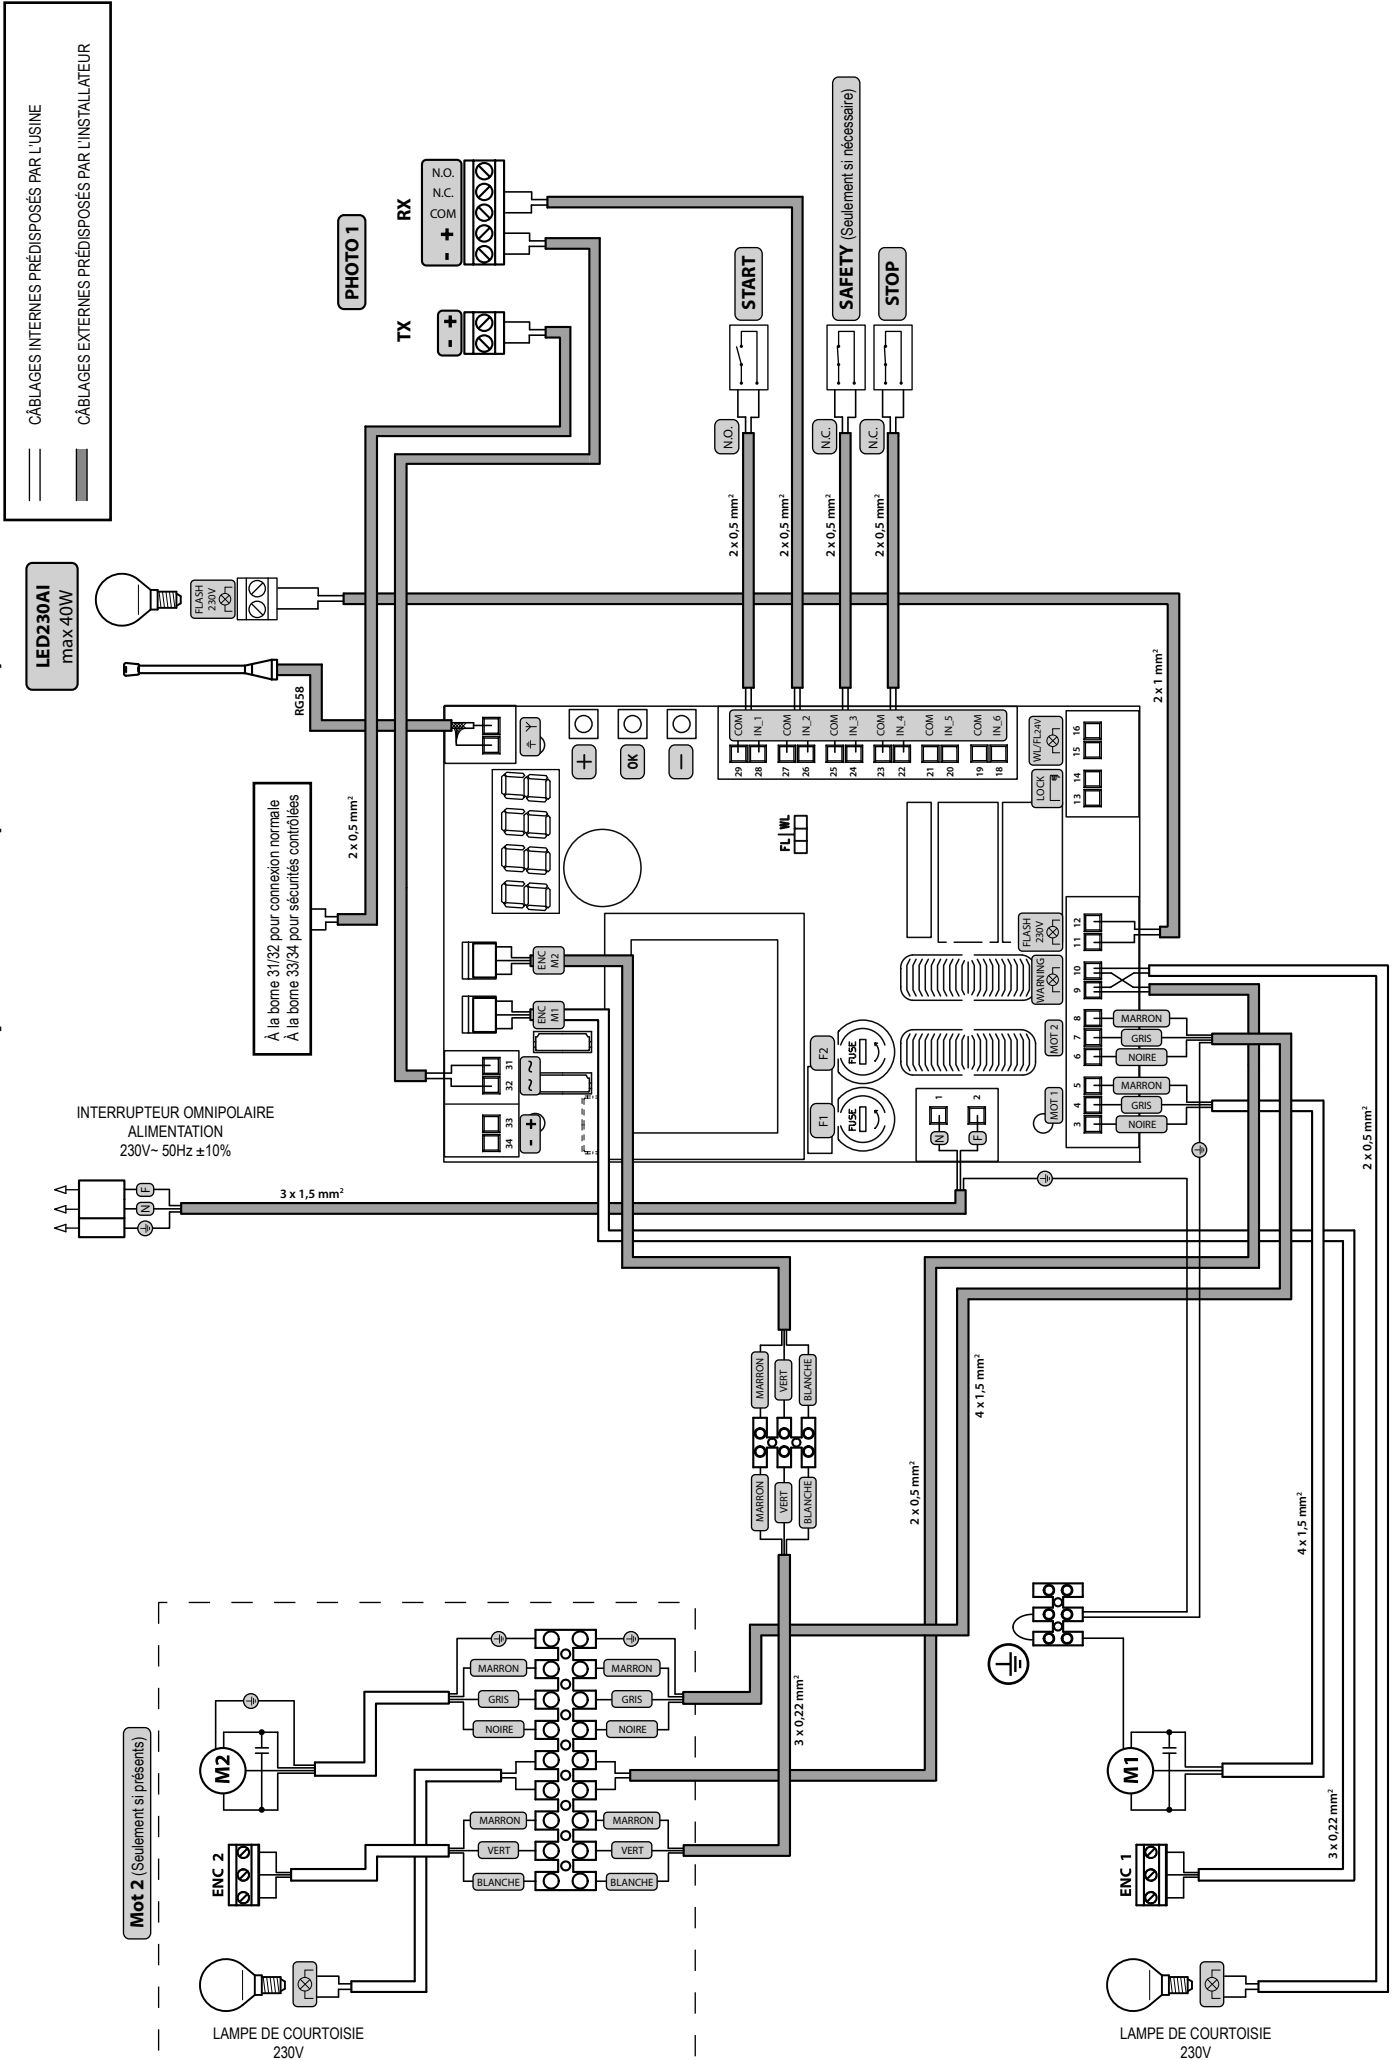 CÂBLAGES INTERNES PRÉDISPOSÉS PAR L'USINE
CÂBLAGES EXTERNES PRÉDISPOSÉS PAR L'INSTALLATEUR
LED230AI
max 40W
FLASH
230V
RG58
PHOTO 1
TX
- +
RX
- + COM N.C. N.O.
À la borne 31/32 pour connexion normale
À la borne 33/34 pour sécurités contrôlées
2 x 0,5 mm²
START
SAFETY (Seulement si nécessaire)
STOP
N.O.
N.C.
N.C.
2 x 0,5 mm²
2 x 0,5 mm²
2 x 0,5 mm²
2 x 0,5 mm²
2 x 1 mm²
INTERRUPTEUR OMNIPOLAIRE
ALIMENTATION
230V~ 50Hz ±10%
F
N
3 x 1,5 mm²
34 33 32 31
- +
~ ~
ENC
M1
ENC
M2
Y
+
OK
-
29 COM
28 IN_1
27 COM
26 IN_2
25 COM
24 IN_3
23 COM
22 IN_4
21 COM
20 IN_5
19 COM
18 IN_6
FL WL
F1
FUSE
F2
FUSE
N 1
F 2
MOT 1
MOT 2
WARNING
FLASH
230V
LOCK
WL/FL24V
3 4 5 6 7 8 9 10 11 12 13 14 15 16
NOIRE
GRIS
MARRON
NOIRE
GRIS
MARRON
2 x 0,5 mm²
MARRON
VERT
BLANCHE
MARRON
VERT
BLANCHE
4 x 1,5 mm²
2 x 0,5 mm²
4 x 1,5 mm²
3 x 0,22 mm²
3 x 0,22 mm²
Mot 2 (Seulement si présents)
M2
ENC 2
MARRON
GRIS
NOIRE
MARRON
VERT
BLANCHE
MARRON
GRIS
NOIRE
MARRON
VERT
BLANCHE
LAMPE DE COURTOISIE
230V
M1
ENC 1
LAMPE DE COURTOISIE
230V